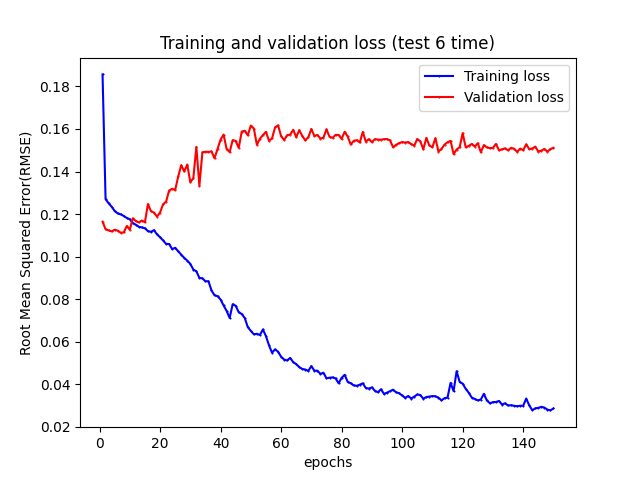 Training and validation loss (test 6 time)
Training loss
Validation loss
Root Mean Squared Error(RMSE)
0.18
0.16
0.14
0.12
0.10
0.08
0.06
0.04
0.02
0 20 40 60 80 100 120 140
epochs